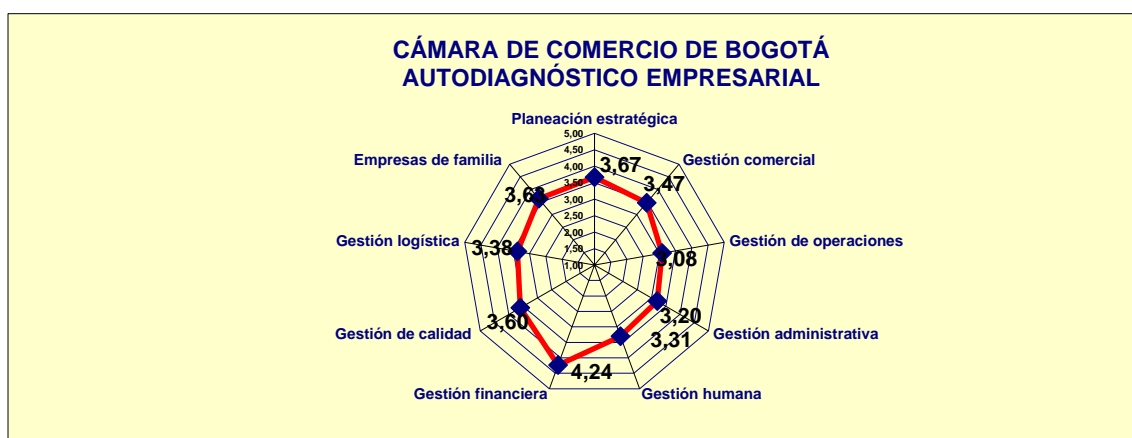 CÁMARA DE COMERCIO DE BOGOTÁ
AUTODIAGNÓSTICO EMPRESARIAL
Planeación estratégica
5,00
4,50
4,00
3,50
3,00
2,50
2,00
1,50
1,00
3,67
Gestión comercial
3,47
Gestión de operaciones
3,08
Gestión administrativa
3,20
Gestión humana
3,31
Gestión financiera
4,24
Gestión de calidad
3,60
Gestión logística
3,38
Empresas de familia
3,63